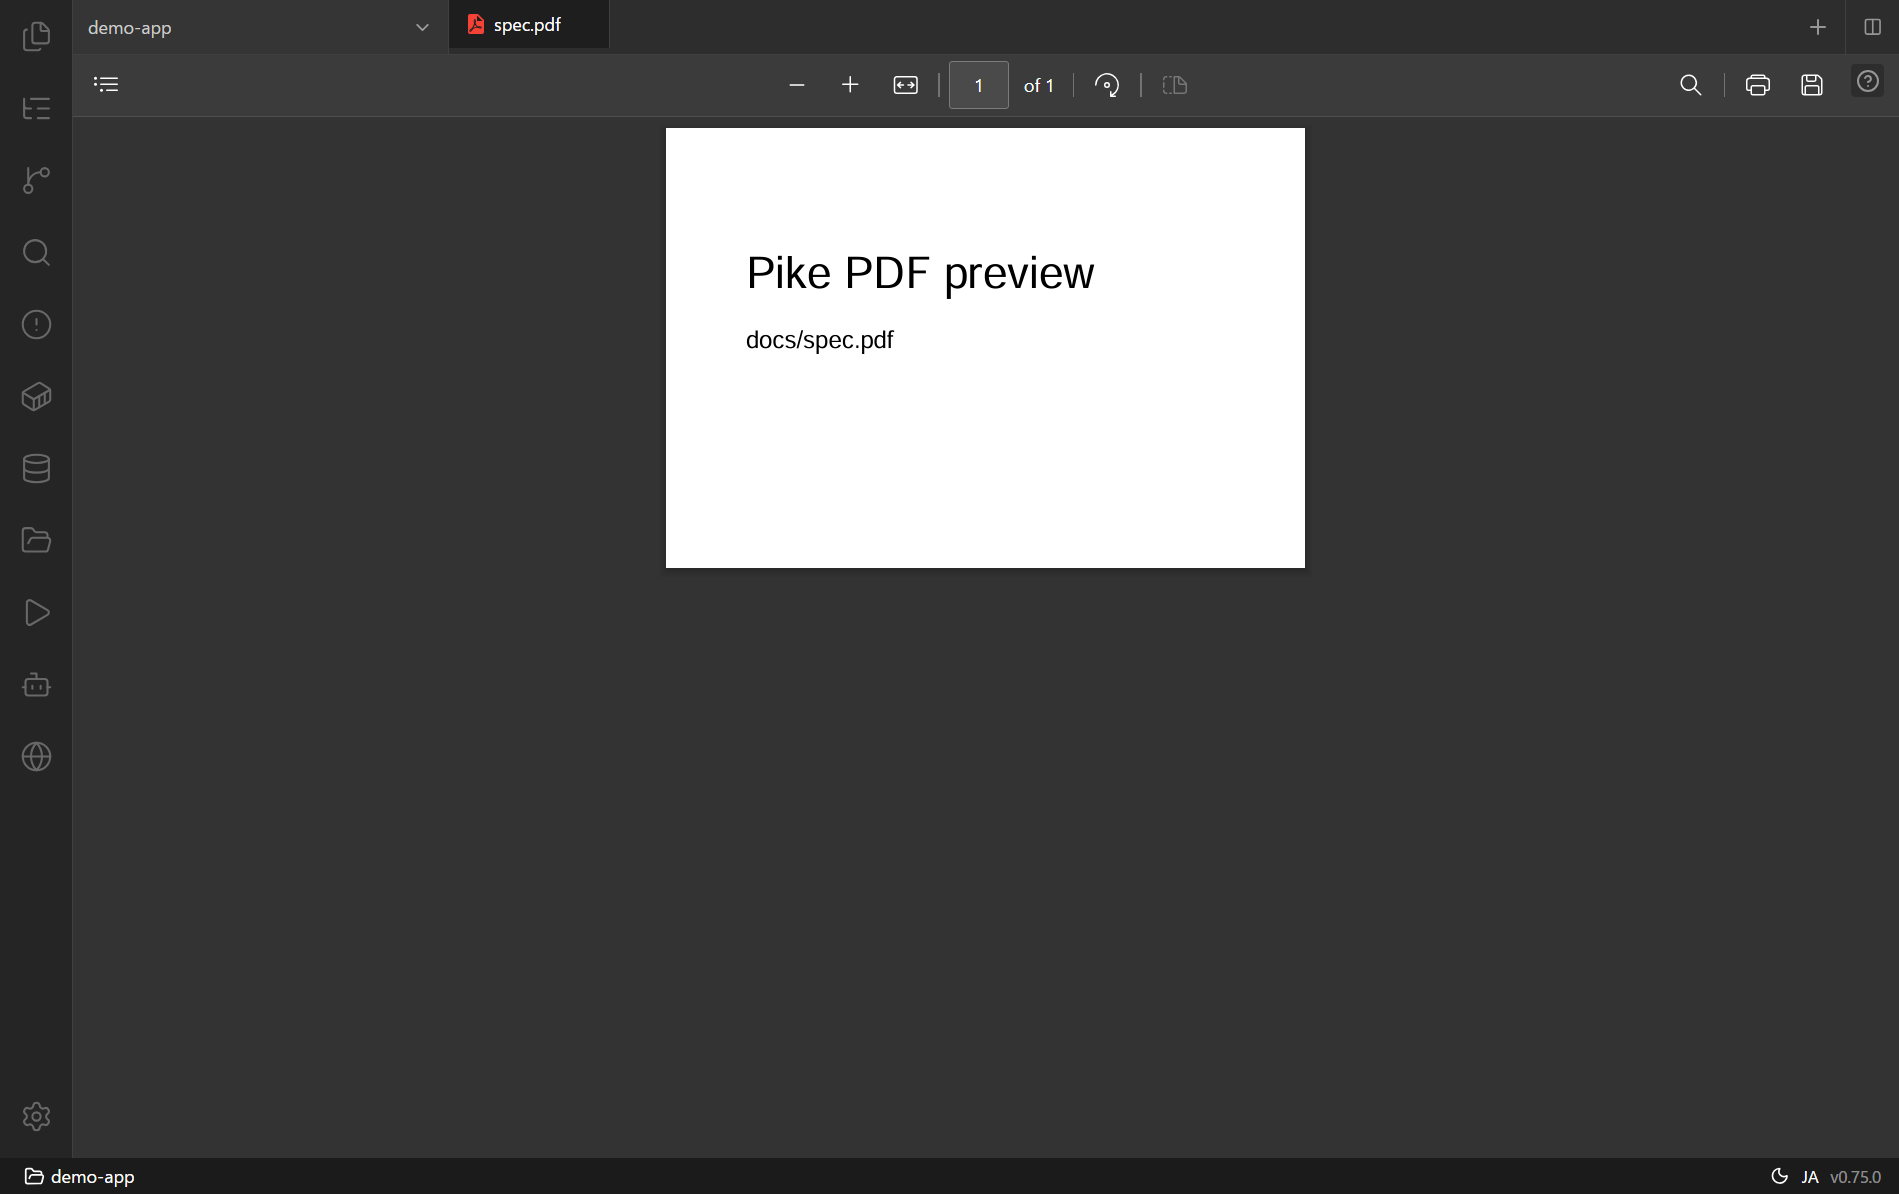 demo-app
spec.pdf
1 of 1
Pike PDF preview
docs/spec.pdf
demo-app
JA v0.75.0